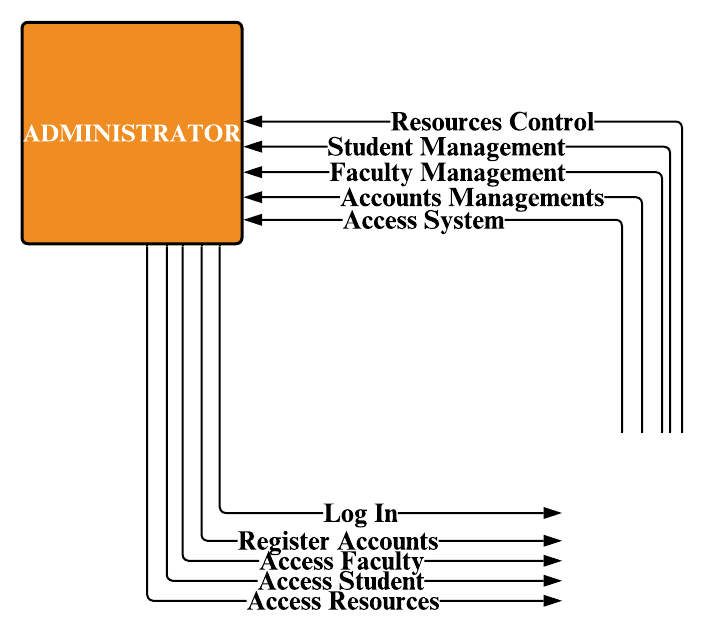 ADMINISTRATOR
Resources Control
Student Management
Faculty Management
Accounts Managements
Access System
Log In
Register Accounts
Access Faculty
Access Student
Access Resources